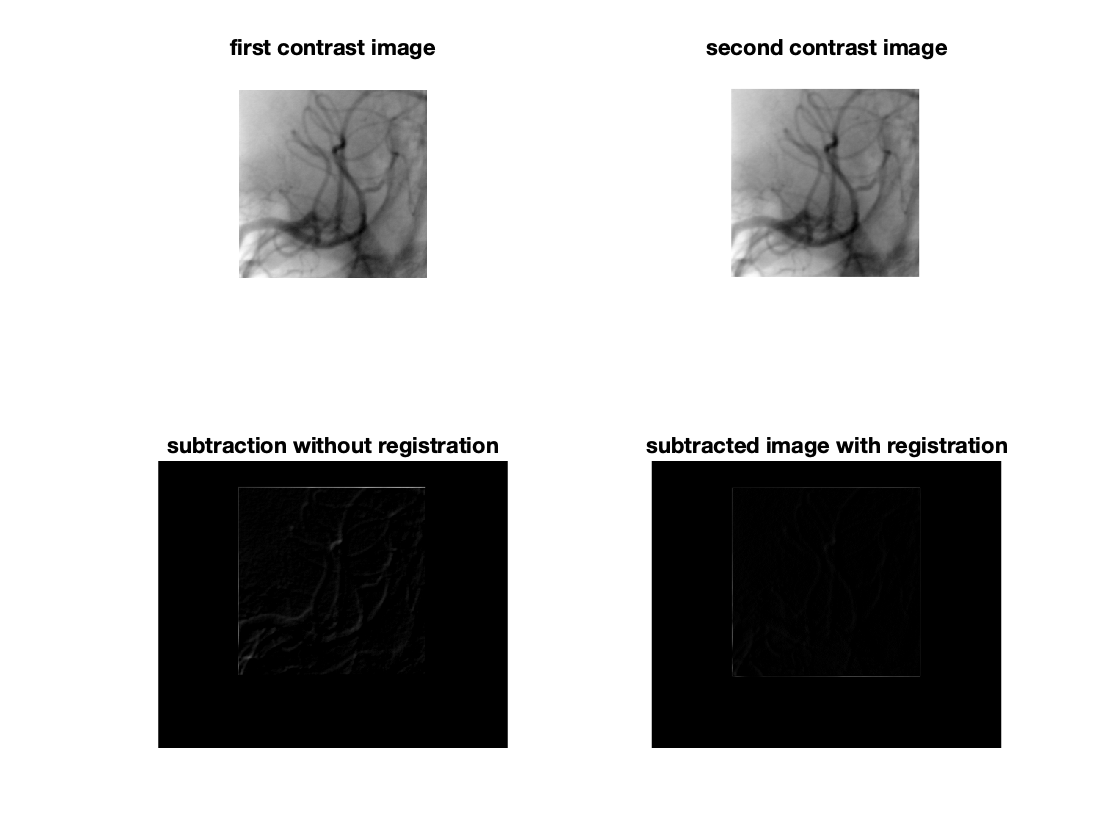 first contrast image
second contrast image
subtraction without registration
subtracted image with registration